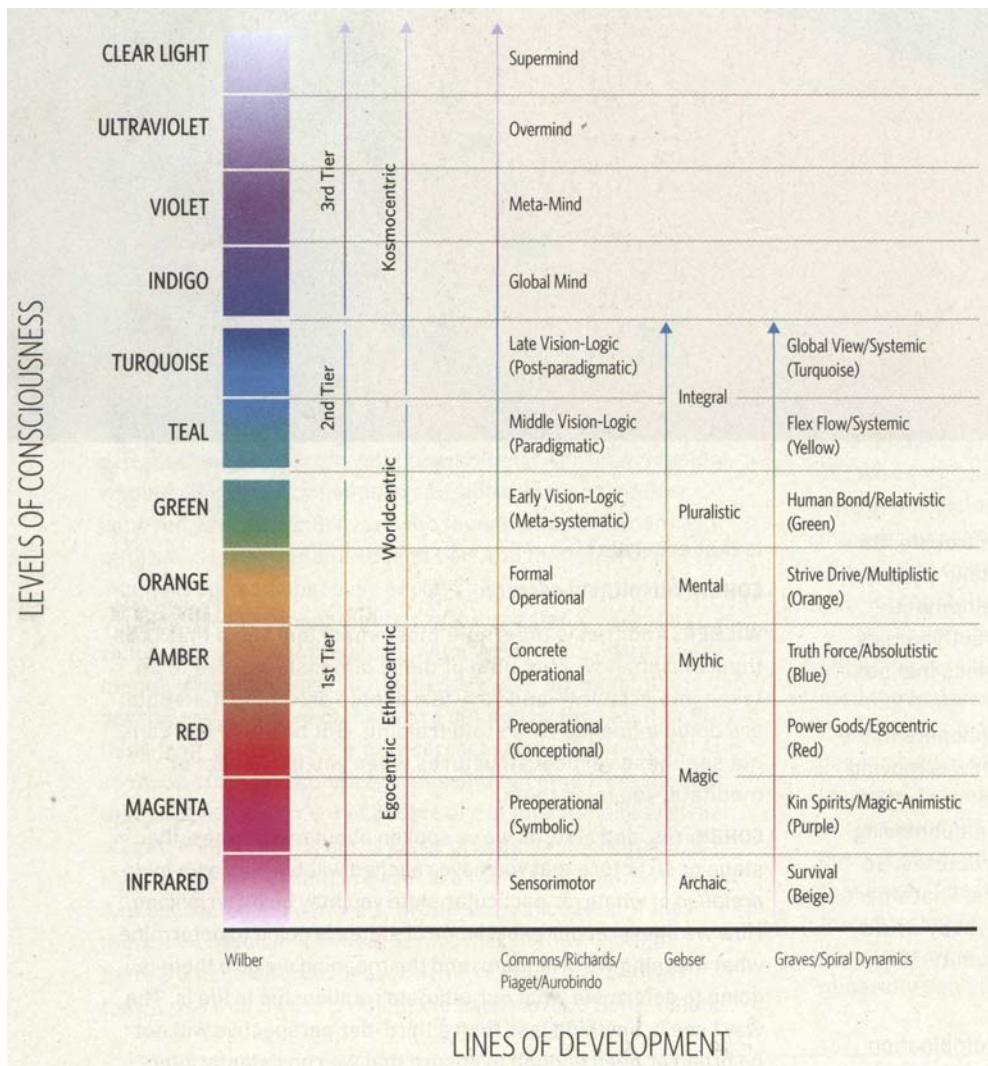 CLEAR LIGHT
Supermind
ULTRAVIOLET
Overmind
VIOLET
Meta-Mind
INDIGO
Global Mind
TURQUOISE
Late Vision-Logic
(Post-paradigmatic)
Global View/Systemic
(Turquoise)
Integral
TEAL
Middle Vision-Logic
(Paradigmatic)
Flex Flow/Systemic
(Yellow)
GREEN
Early Vision-Logic
(Meta-systematic)
Pluralistic
Human Bond/Relativistic
(Green)
ORANGE
Formal
Operational
Mental
Strive Drive/Multiplistic
(Orange)
AMBER
Concrete
Operational
Mythic
Truth Force/Absolutistic
(Blue)
RED
Preoperational
(Conceptional)
Power Gods/Egocentric
(Red)
Magic
MAGENTA
Preoperational
(Symbolic)
Kin Spirits/Magic-Animistic
(Purple)
INFRARED
Sensorimotor
Archaic
Survival
(Beige)
3rd Tier
2nd Tier
1st Tier
Kosmocentric
Worldcentric
Ethnocentric
Egocentric
LEVELS OF CONSCIOUSNESS
Wilber
Commons/Richards/
Piaget/Aurobindo
Gebser
Graves/Spiral Dynamics
LINES OF DEVELOPMENT